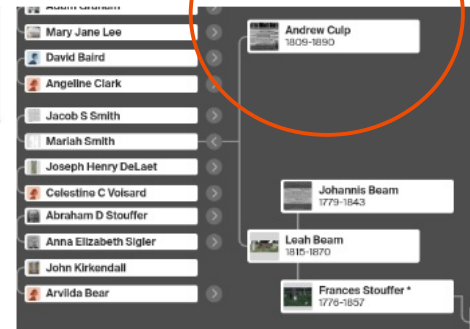 Adam Graham
Mary Jane Lee
David Baird
Angeline Clark
Jacob S Smith
Mariah Smith
Joseph Henry DeLaet
Celestine C Voisard
Abraham D Stouffer
Anna Elizabeth Sigler
John Kirkendall
Arvilda Bear
Andrew Culp
1809-1890
Johannis Beam
1779-1843
Leah Beam
1815-1870
Frances Stouffer *
1776-1857